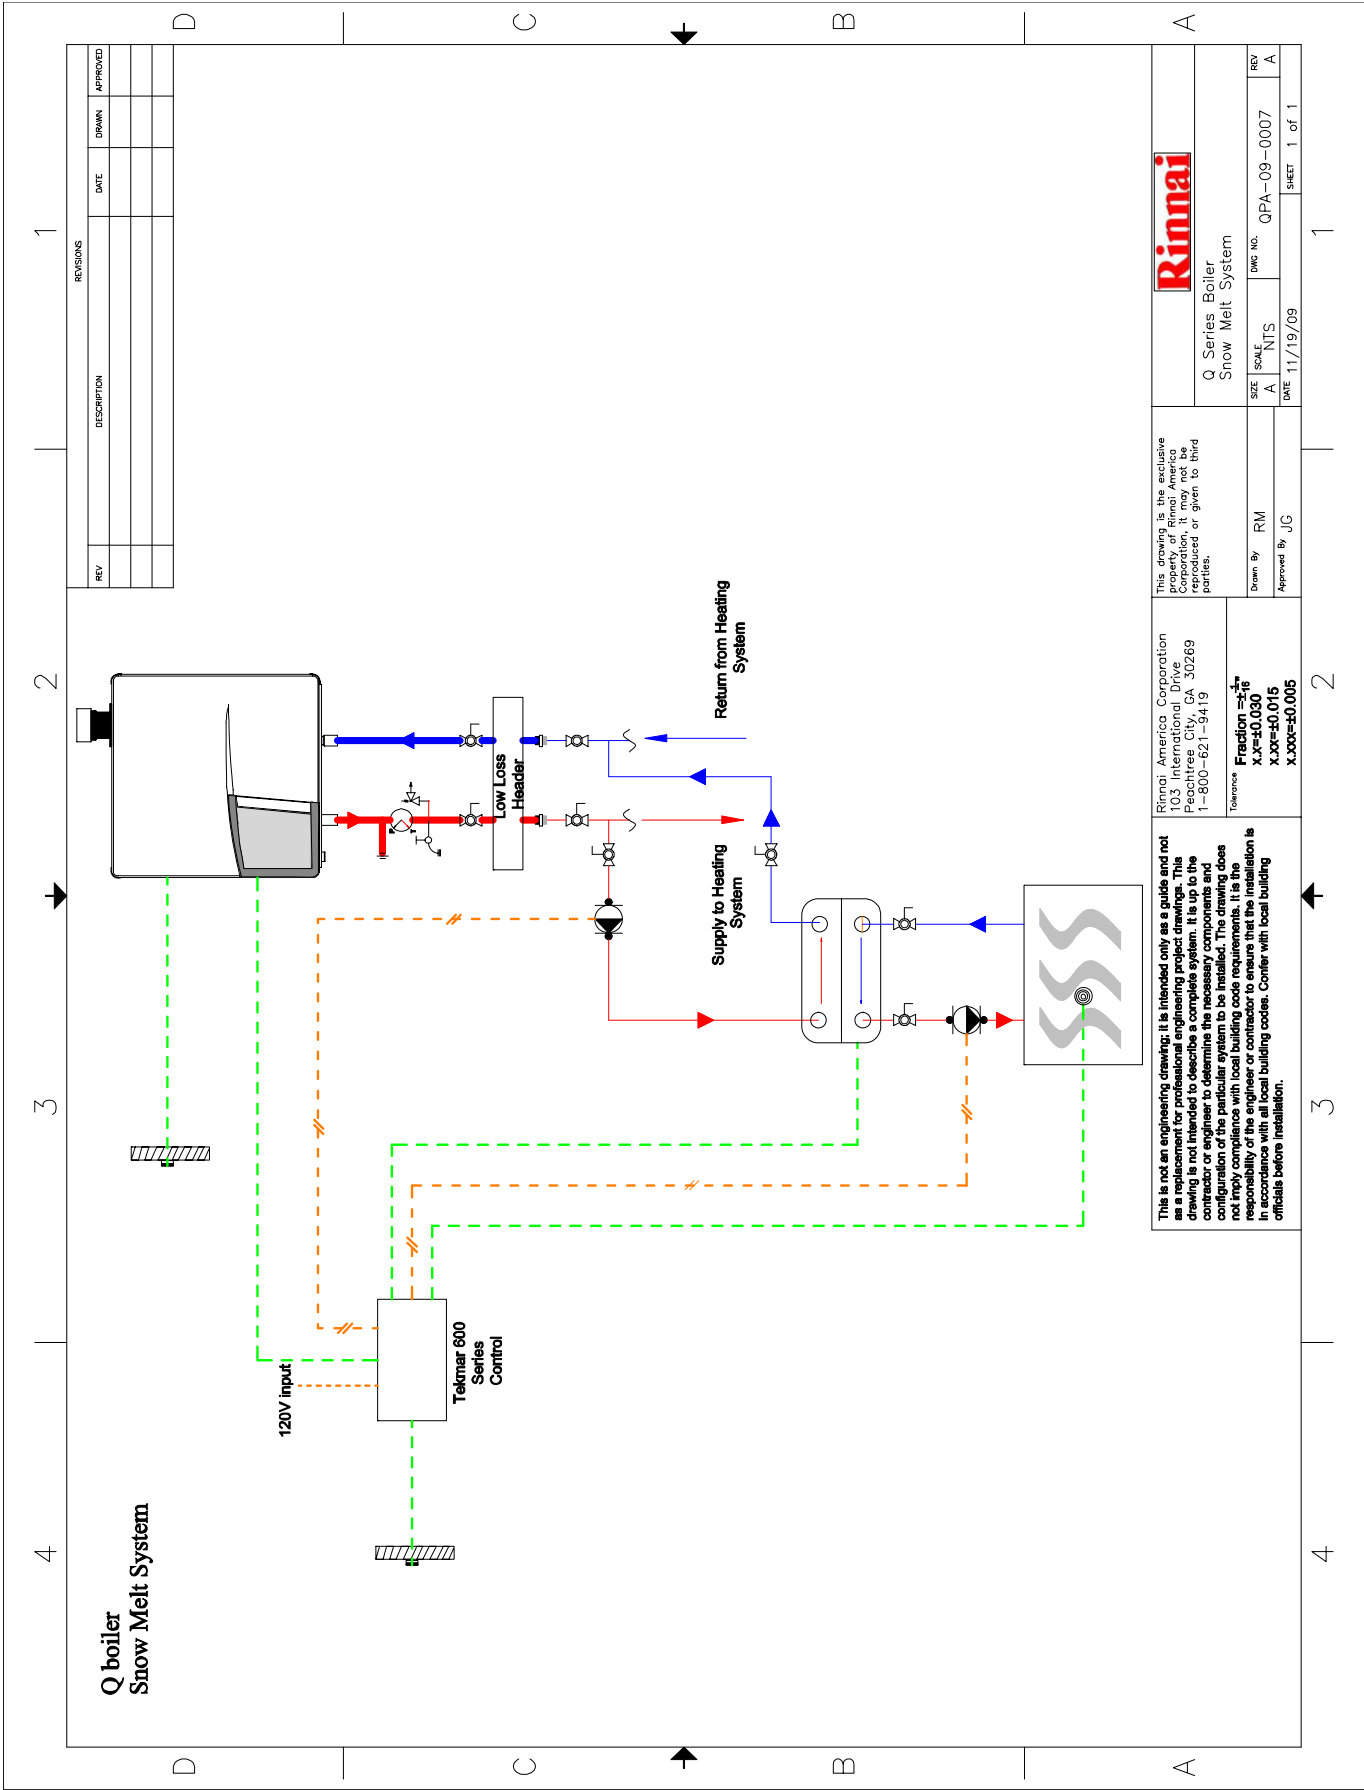 Q boiler
Snow Melt System
REVISIONS
REV
DESCRIPTION
DATE
DRAWN
APPROVED
120V input
Tekmar 600
Series
Control
P
T
Low Loss
Header
Supply to Heating
System
Return from Heating
System
This is not an engineering drawing; it is intended only as a guide and not
as a replacement for professional engineering project drawings. This
drawing is not intended to describe a complete system. It is up to the
contractor or engineer to determine the necessary components and
configuration of the particular system to be installed. The drawing does
not imply compliance with local building code requirements. It is the
responsibility of the engineer or contractor to ensure that the installation is
in accordance with all local building codes. Confer with local building
officials before installation.
Rinnai America Corporation
103 International Drive
Peachtree City, GA 30269
1-800-621-9419
Tolerance
Fraction =±1/16"
X.X=±0.030
X.XX=±0.015
X.XXX=±0.005
This drawing is the exclusive
property of Rinnai America
Corporation, it may not be
reproduced or given to third
parties.
Drawn By RM
Approved By JG
Rinnai
Q Series Boiler
Snow Melt System
SIZE A
SCALE NTS
DWG NO. QPA-09-0007
REV A
DATE 11/19/09
SHEET 1 of 1
4
3
2
1
4
3
2
1
D
C
B
A
D
C
B
A